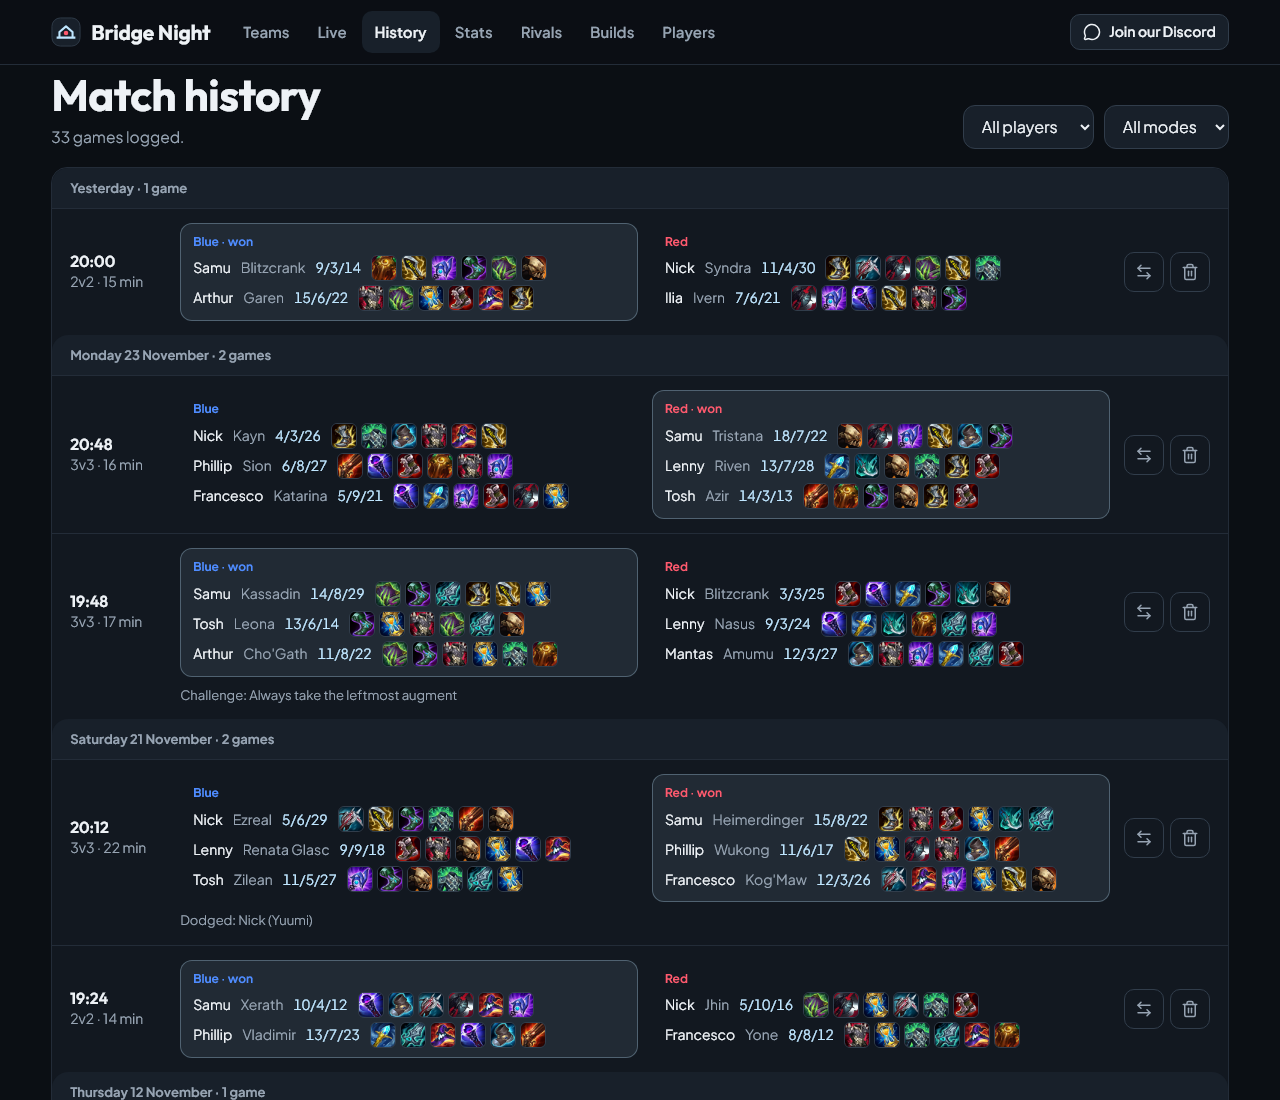 Bridge Night
Teams
Live
History
Stats
Rivals
Builds
Players
Join our Discord
Match history
33 games logged.
All players
All modes
Yesterday · 1 game
20:00
2v2 · 15 min
Blue · won
Samu Blitzcrank 9/3/14
Arthur Garen 15/6/22
Red
Nick Syndra 11/4/30
Ilia Ivern 7/6/21
Monday 23 November · 2 games
20:48
3v3 · 16 min
Blue
Nick Kayn 4/3/26
Phillip Sion 6/8/27
Francesco Katarina 5/9/21
Red · won
Samu Tristana 18/7/22
Lenny Riven 13/7/28
Tosh Azir 14/3/13
19:48
3v3 · 17 min
Blue · won
Samu Kassadin 14/8/29
Tosh Leona 13/6/14
Arthur Cho'Gath 11/8/22
Red
Nick Blitzcrank 3/3/25
Lenny Nasus 9/3/24
Mantas Amumu 12/3/27
Challenge: Always take the leftmost augment
Saturday 21 November · 2 games
20:12
3v3 · 22 min
Blue
Nick Ezreal 5/6/29
Lenny Renata Glasc 9/9/18
Tosh Zilean 11/5/27
Red · won
Samu Heimerdinger 15/8/22
Phillip Wukong 11/6/17
Francesco Kog'Maw 12/3/26
Dodged: Nick (Yuumi)
19:24
2v2 · 14 min
Blue · won
Samu Xerath 10/4/12
Phillip Vladimir 13/7/23
Red
Nick Jhin 5/10/16
Francesco Yone 8/8/12
Thursday 12 November · 1 game